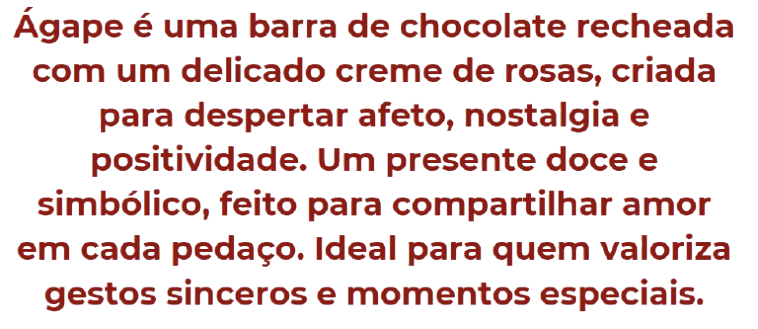 Ágape é uma barra de chocolate recheada
com um delicado creme de rosas, criada
para despertar afeto, nostalgia e
positividade. Um presente doce e
simbólico, feito para compartilhar amor
em cada pedaço. Ideal para quem valoriza
gestos sinceros e momentos especiais.